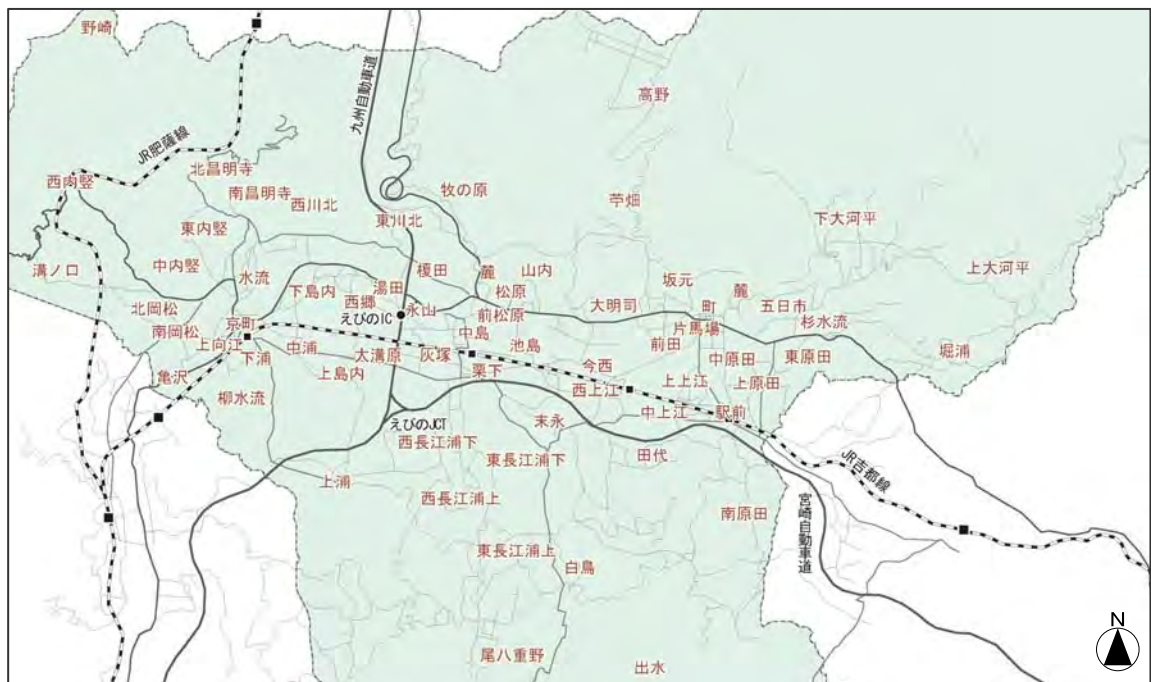 野崎
高野
九州自動車道
JR肥薩線
北昌明寺
西内竪
南昌明寺
牧の原
西川北
苧畑
東川北
下大河平
東内竪
中内竪
溝ノ口
水流
榎田
麓
山内
上大河平
坂元
湯田
下島内
松原
麓
西郷
大明司
町
五日市
北岡松
永山
前松原
えびのIC
京町
杉水流
南岡松
中島
片馬場
上向江
池島
前田
堀浦
下浦
中浦
太溝原
灰塚
中原田
東原田
今西
亀沢
上島内
栗下
上上江
上原田
西上江
柳水流
中上江
駅前
えびのJCT
末永
西長江浦下
東長江浦下
田代
JR吉都線
上浦
西長江浦上
南原田
宮崎自動車道
東長江浦上
白鳥
尾八重野
出水
N